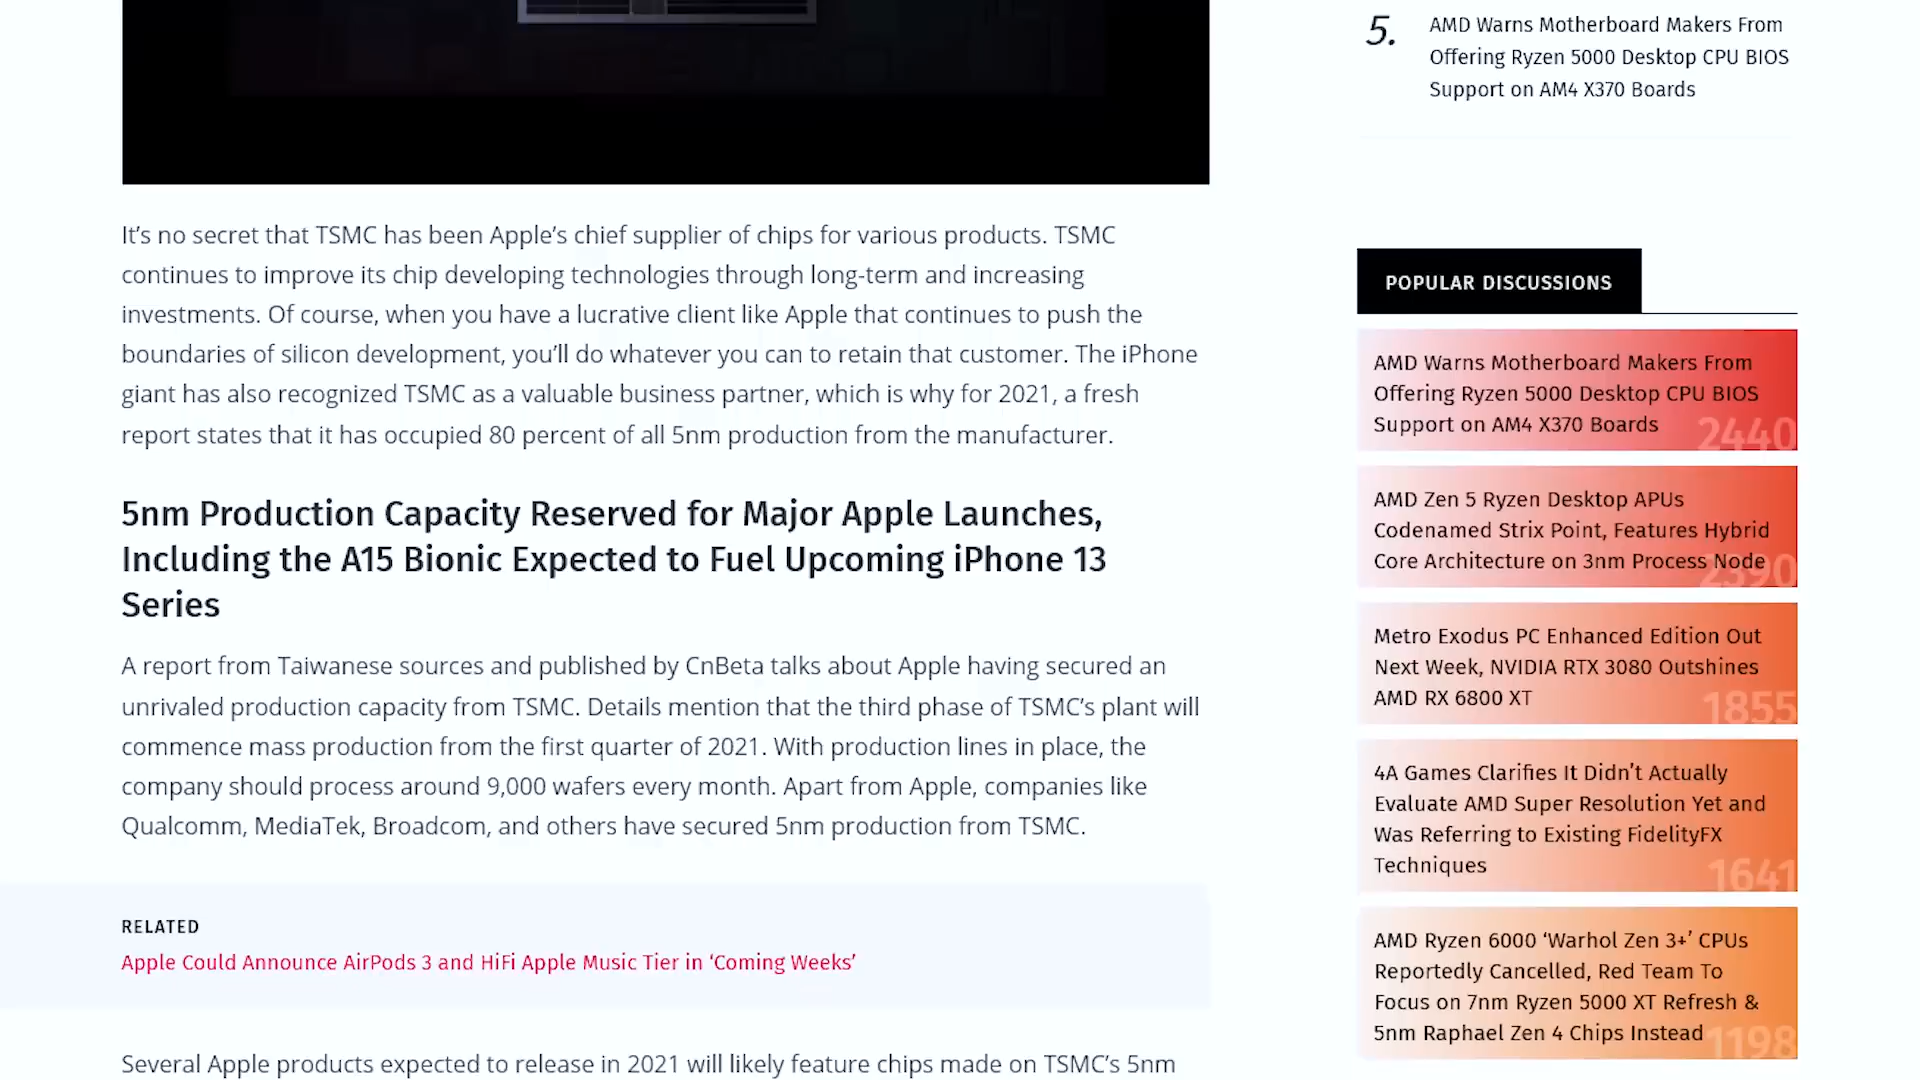 5.
AMD Warns Motherboard Makers From
Offering Ryzen 5000 Desktop CPU BIOS
Support on AM4 X370 Boards
It’s no secret that TSMC has been Apple’s chief supplier of chips for various products. TSMC
continues to improve its chip developing technologies through long-term and increasing
investments. Of course, when you have a lucrative client like Apple that continues to push the
boundaries of silicon development, you’ll do whatever you can to retain that customer. The iPhone
giant has also recognized TSMC as a valuable business partner, which is why for 2021, a fresh
report states that it has occupied 80 percent of all 5nm production from the manufacturer.
5nm Production Capacity Reserved for Major Apple Launches,
Including the A15 Bionic Expected to Fuel Upcoming iPhone 13
Series
A report from Taiwanese sources and published by CnBeta talks about Apple having secured an
unrivaled production capacity from TSMC. Details mention that the third phase of TSMC’s plant will
commence mass production from the first quarter of 2021. With production lines in place, the
company should process around 9,000 wafers every month. Apart from Apple, companies like
Qualcomm, MediaTek, Broadcom, and others have secured 5nm production from TSMC.
RELATED
Apple Could Announce AirPods 3 and HiFi Apple Music Tier in ‘Coming Weeks’
Several Apple products expected to release in 2021 will likely feature chips made on TSMC’s 5nm
POPULAR DISCUSSIONS
AMD Warns Motherboard Makers From
Offering Ryzen 5000 Desktop CPU BIOS
Support on AM4 X370 Boards
2440
AMD Zen 5 Ryzen Desktop APUs
Codenamed Strix Point, Features Hybrid
Core Architecture on 3nm Process Node
2390
Metro Exodus PC Enhanced Edition Out
Next Week, NVIDIA RTX 3080 Outshines
AMD RX 6800 XT
1855
4A Games Clarifies It Didn’t Actually
Evaluate AMD Super Resolution Yet and
Was Referring to Existing FidelityFX
Techniques
1641
AMD Ryzen 6000 ‘Warhol Zen 3+’ CPUs
Reportedly Cancelled, Red Team To
Focus on 7nm Ryzen 5000 XT Refresh &
5nm Raphael Zen 4 Chips Instead
1198